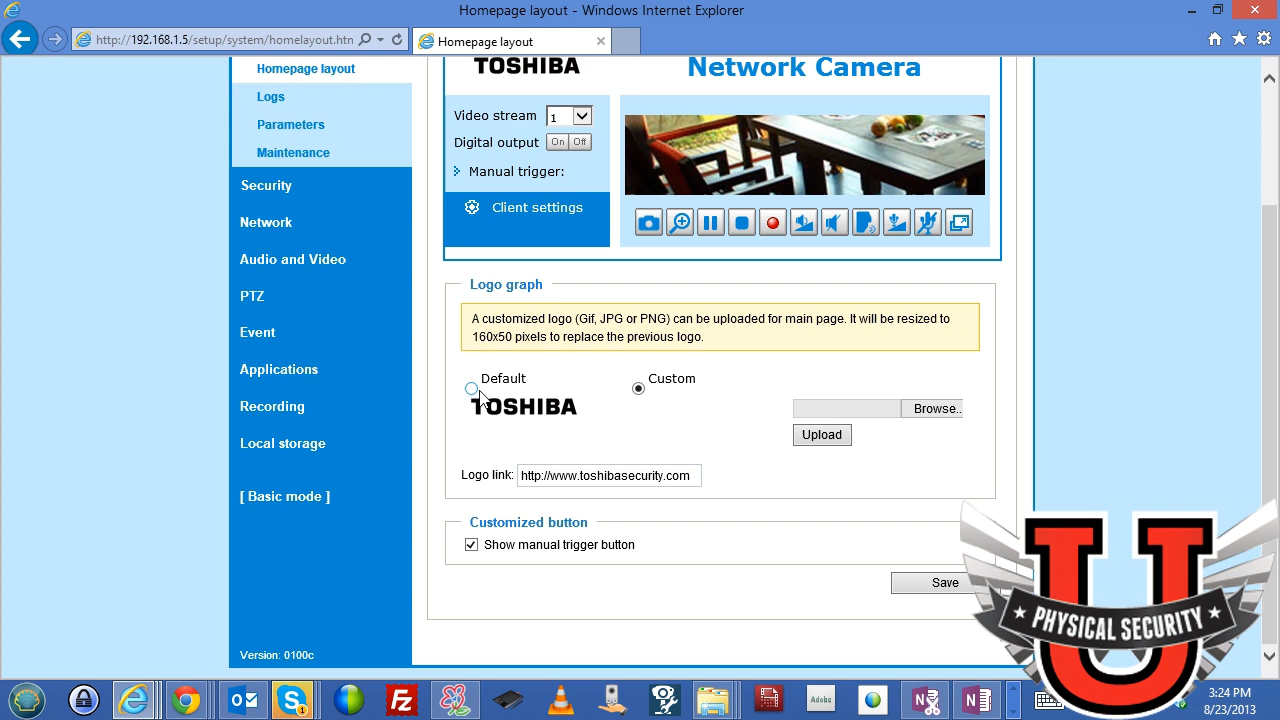 Homepage layout - Windows Internet Explorer
http://192.168.1.5/setup/system/homelayout.htn
Homepage layout
Homepage layout
Logs
Parameters
Maintenance
Security
Network
Audio and Video
PTZ
Event
Applications
Recording
Local storage
[ Basic mode ]
Version: 0100c
TOSHIBA
Network Camera
Video stream 1
Digital output On Off
Manual trigger:
Client settings
Logo graph
A customized logo (Gif, JPG or PNG) can be uploaded for main page. It will be resized to
160x50 pixels to replace the previous logo.
Default
Custom
TOSHIBA
Browse..
Upload
Logo link: http://www.toshibasecurity.com
Customized button
Show manual trigger button
Save
U
PHYSICAL SECURITY
Adobe
3:24 PM
8/23/2013